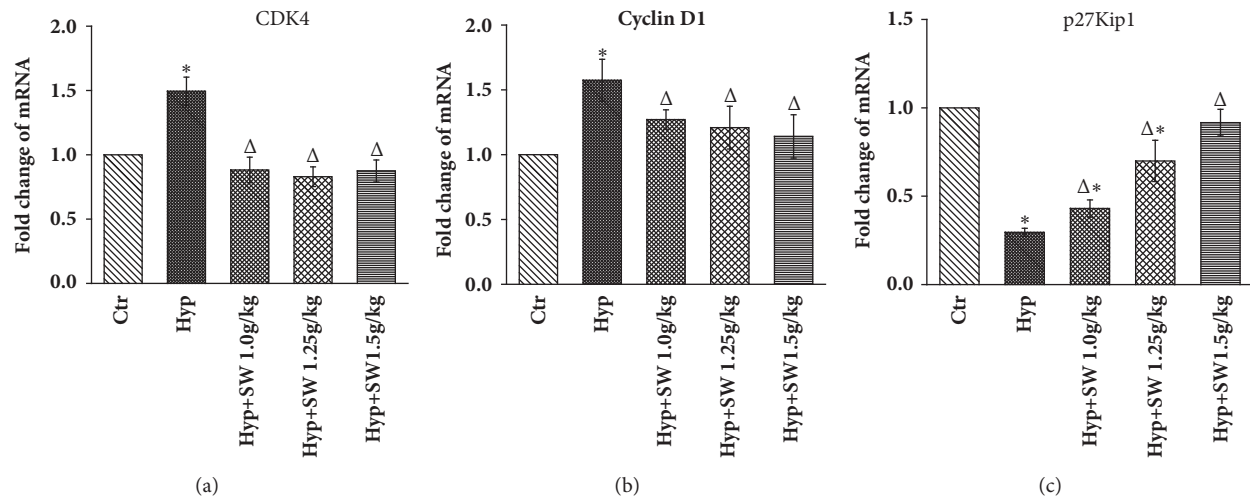 CDK4
Fold change of mRNA
2.0
1.5
1.0
0.5
0.0
*
Δ
Δ
Δ
Ctr
Hyp
Hyp+SW 1.0g/kg
Hyp+SW 1.25g/kg
Hyp+SW1.5g/kg
(a)
Cyclin D1
Fold change of mRNA
2.0
1.5
1.0
0.5
0.0
*
Δ
Δ
Δ
Ctr
Hyp
Hyp+SW 1.0g/kg
Hyp+SW 1.25g/kg
Hyp+SW1.5g/kg
(b)
p27Kip1
Fold change of mRNA
1.5
1.0
0.5
0.0
*
Δ*
Δ*
Δ
Ctr
Hyp
Hyp+SW 1.0g/kg
Hyp+SW 1.25g/kg
Hyp+SW1.5g/kg
(c)